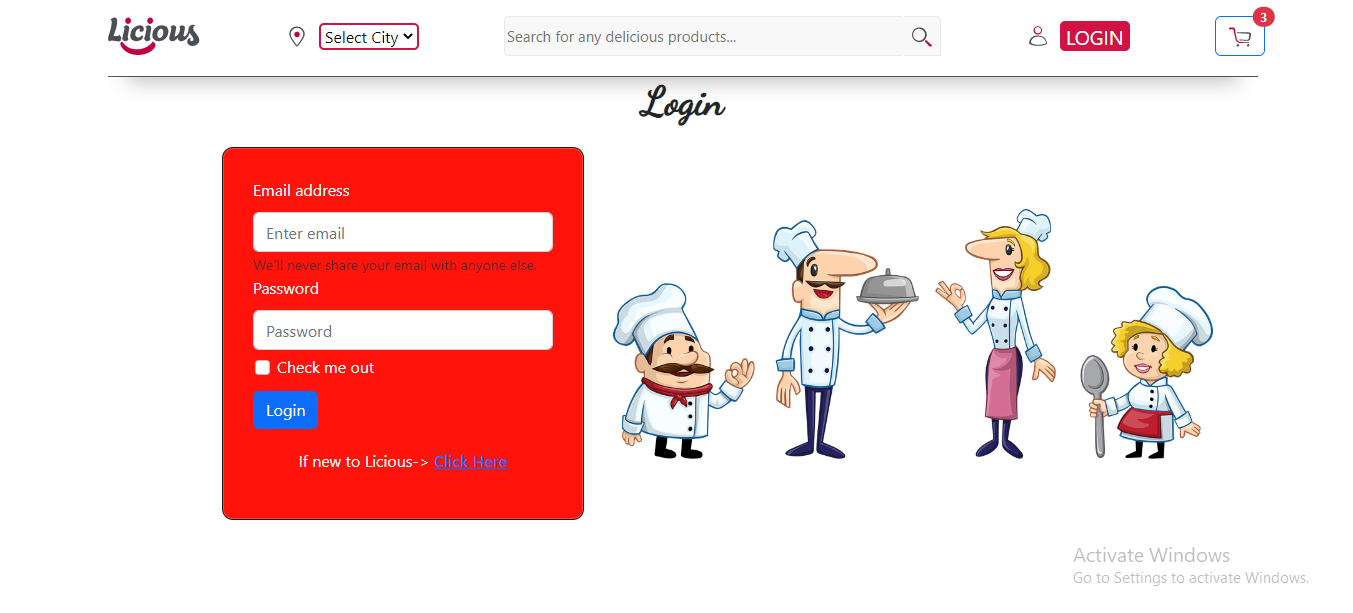 Licious
Select City
Search for any delicious products...
LOGIN
3
Login
Email address
Enter email
We'll never share your email with anyone else.
Password
Password
Check me out
Login
If new to Licious-> Click Here
Activate Windows
Go to Settings to activate Windows.